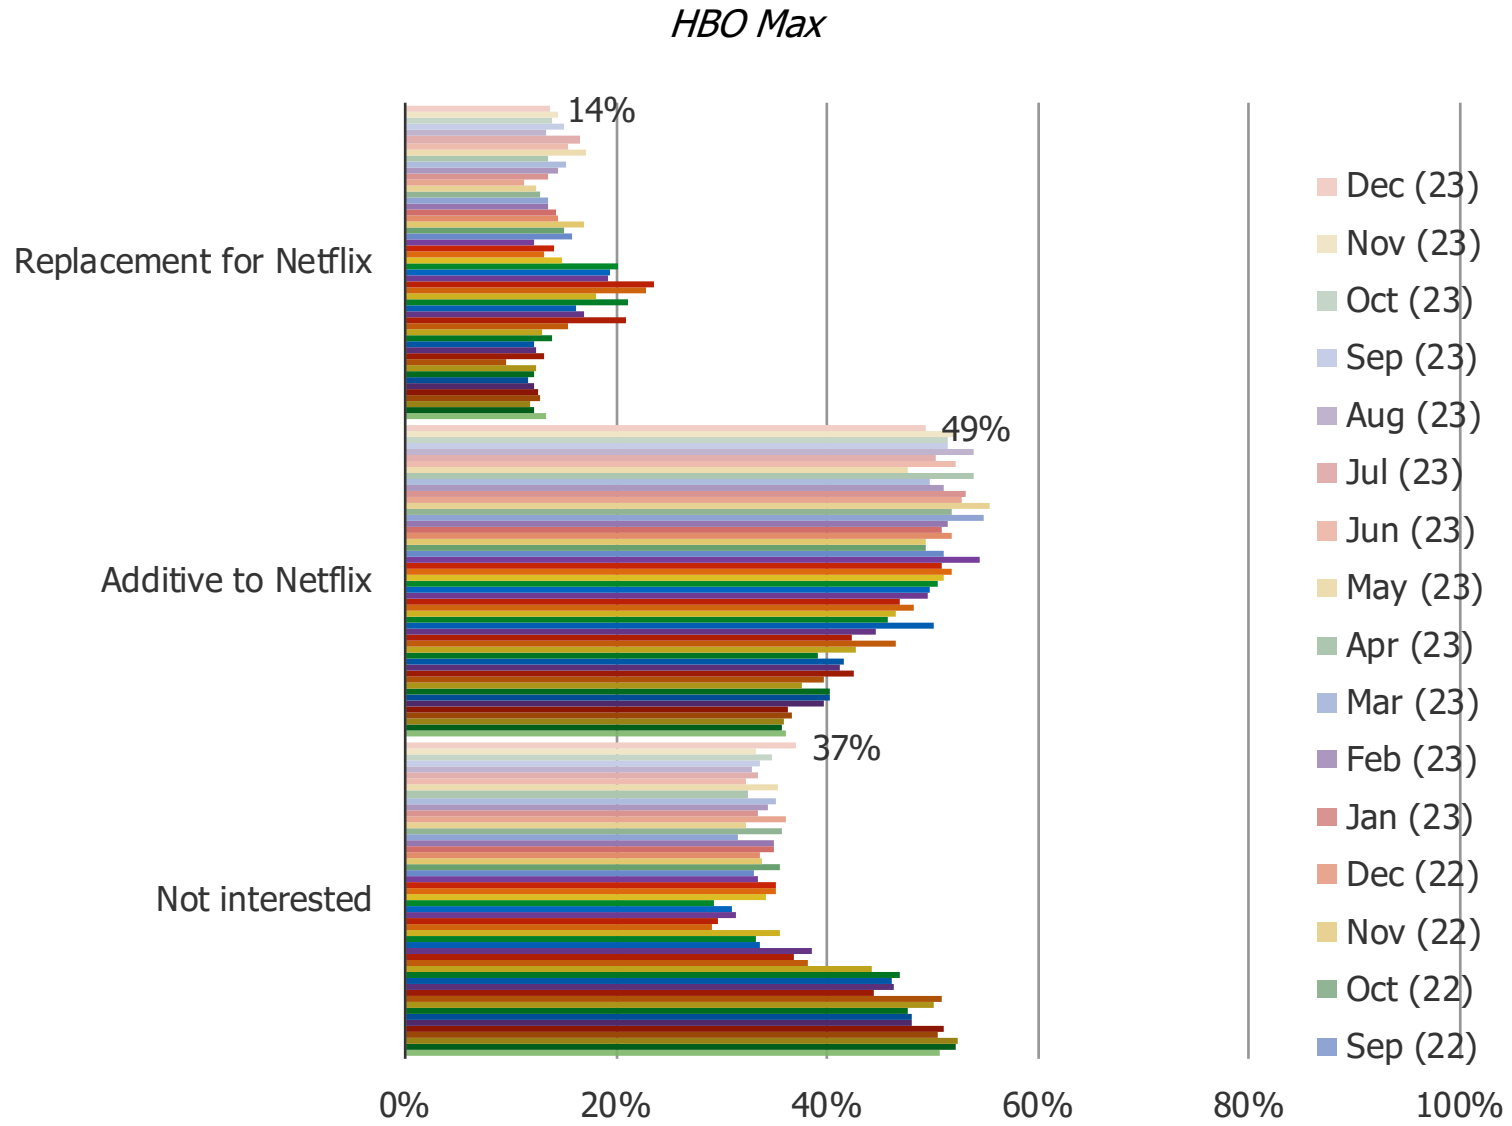 HBO Max
14%
Replacement for Netflix
49%
Additive to Netflix
37%
Not interested
0%
20%
40%
60%
80%
100%
Dec (23)
Nov (23)
Oct (23)
Sep (23)
Aug (23)
Jul (23)
Jun (23)
May (23)
Apr (23)
Mar (23)
Feb (23)
Jan (23)
Dec (22)
Nov (22)
Oct (22)
Sep (22)